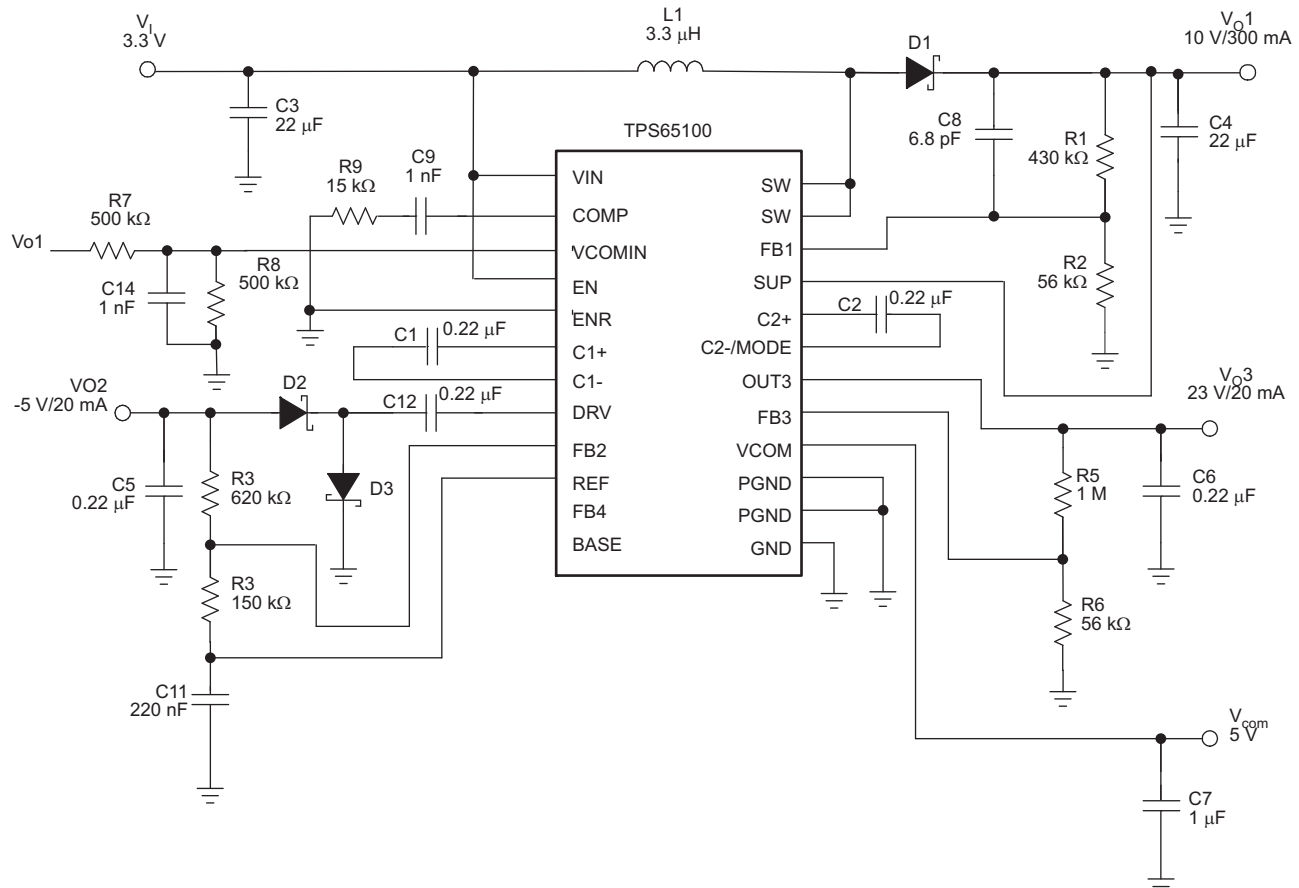 V_I
3.3 V
L1
3.3 μH
D1
V_O1
10 V/300 mA
C3
22 μF
C8
6.8 pF
R1
430 kΩ
C4
22 μF
TPS65100
R9
15 kΩ
C9
1 nF
R7
500 kΩ
Vo1
R8
500 kΩ
C14
1 nF
R2
56 kΩ
VIN
COMP
VCOMIN
EN
ENR
C1+
C1-
DRV
FB2
REF
FB4
BASE
SW
SW
FB1
SUP
C2+
C2-/MODE
OUT3
FB3
VCOM
PGND
PGND
GND
C1
0.22 μF
C2
0.22 μF
VO2
-5 V/20 mA
D2
C12
0.22 μF
D3
C5
0.22 μF
R3
620 kΩ
R3
150 kΩ
C11
220 nF
V_O3
23 V/20 mA
R5
1 M
C6
0.22 μF
R6
56 kΩ
V_com
5 V
C7
1 μF